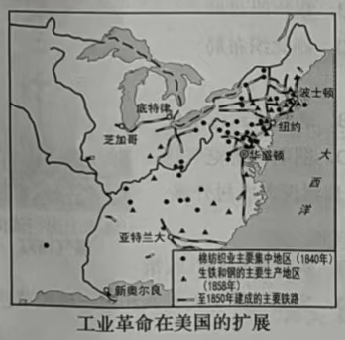 底特律
波士顿
芝加哥
纽约
华盛顿
大西洋
亚特兰大
新奥尔良
棉纺织业主要集中地区(1840年)
生铁和钢的主要生产地区
(1858年)
至1850年建成的主要铁路
工业革命在美国的扩展